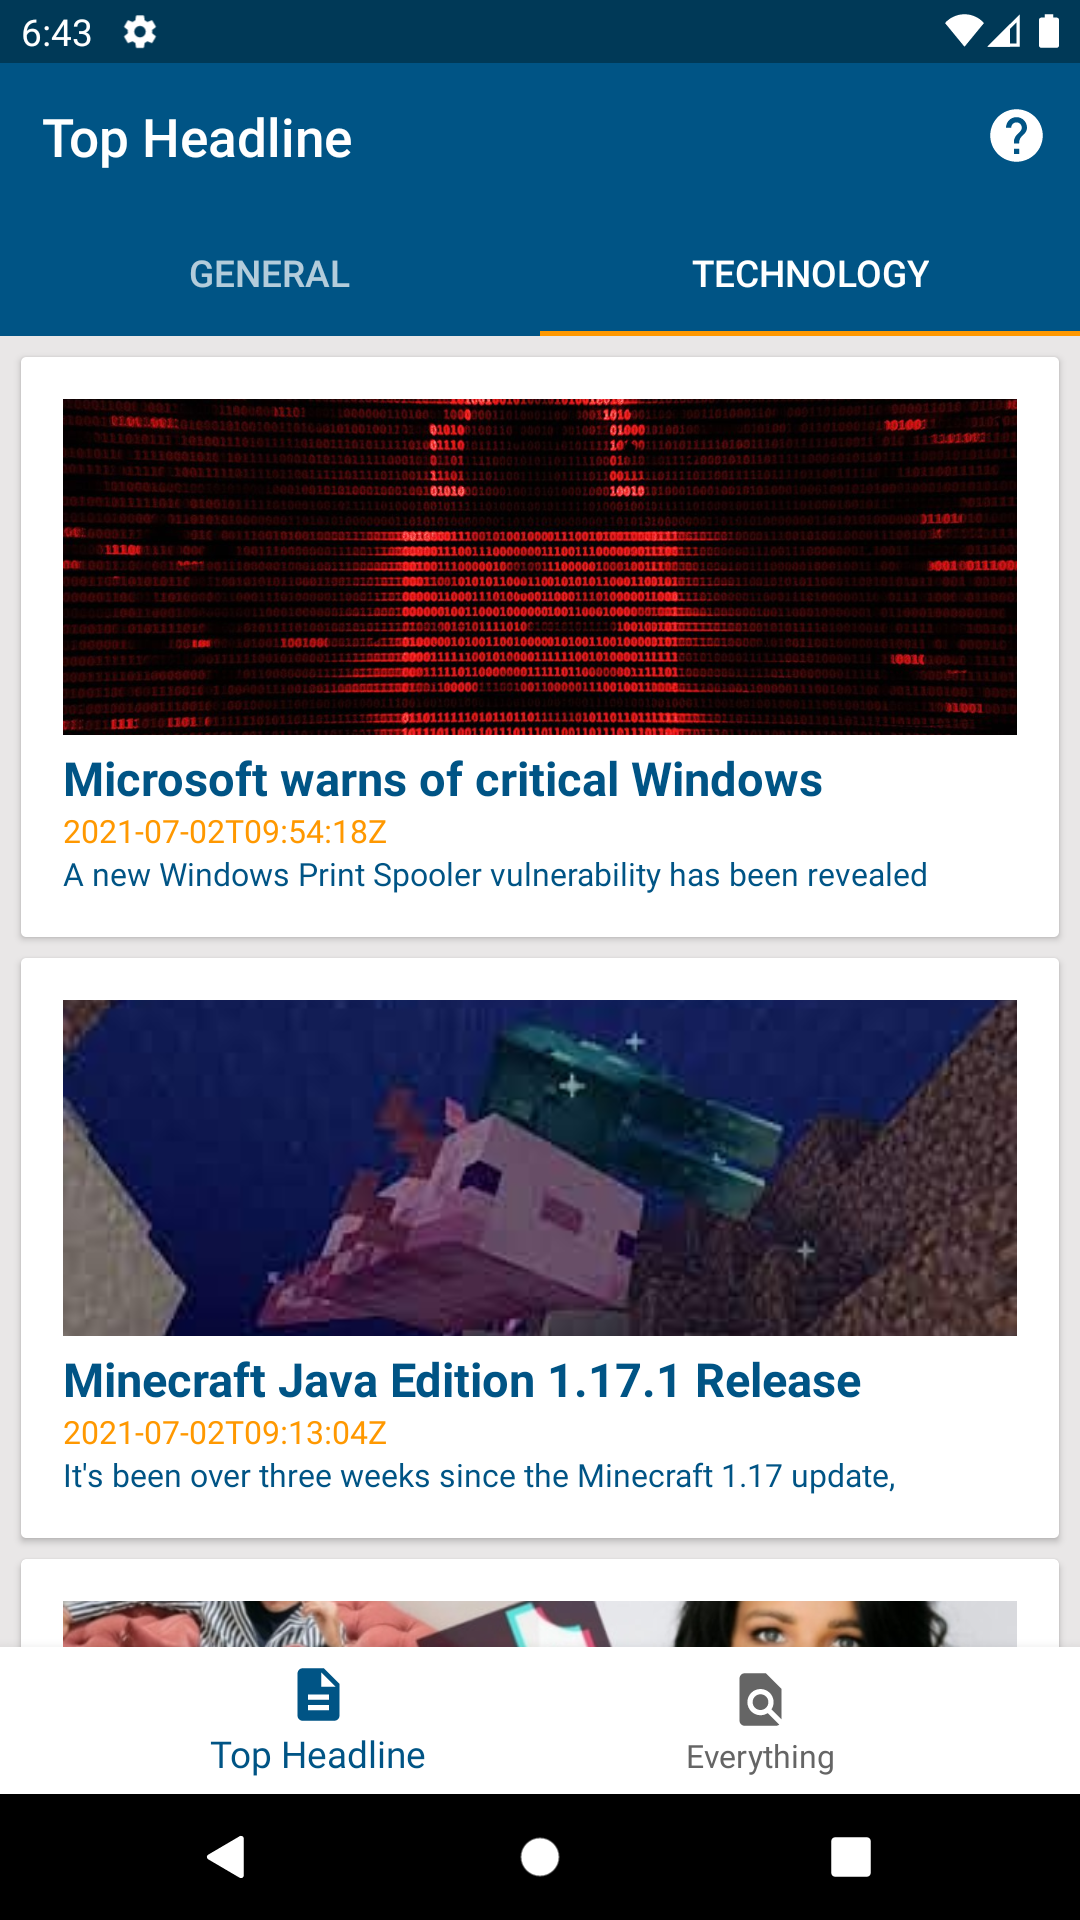 6:43
Top Headline
GENERAL
TECHNOLOGY
Microsoft warns of critical Windows
2021-07-02T09:54:18Z
A new Windows Print Spooler vulnerability has been revealed
Minecraft Java Edition 1.17.1 Release
2021-07-02T09:13:04Z
It's been over three weeks since the Minecraft 1.17 update,
Top Headline
Everything